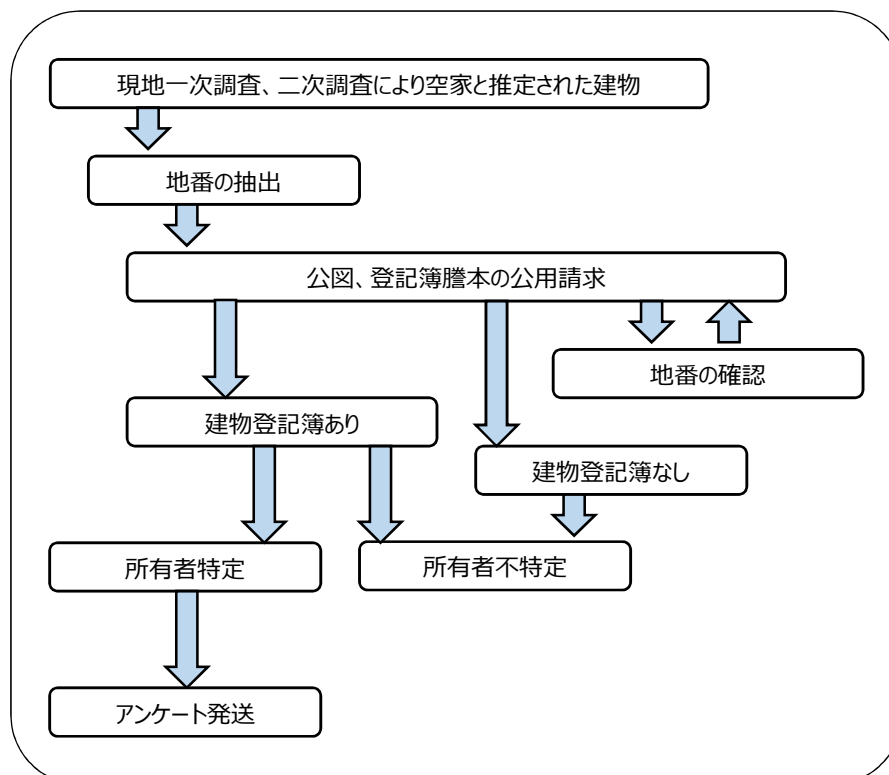 現地一次調査、二次調査により空家と推定された建物
地番の抽出
公図、登記簿謄本の公用請求
地番の確認
建物登記簿あり
建物登記簿なし
所有者特定
所有者不特定
アンケート発送